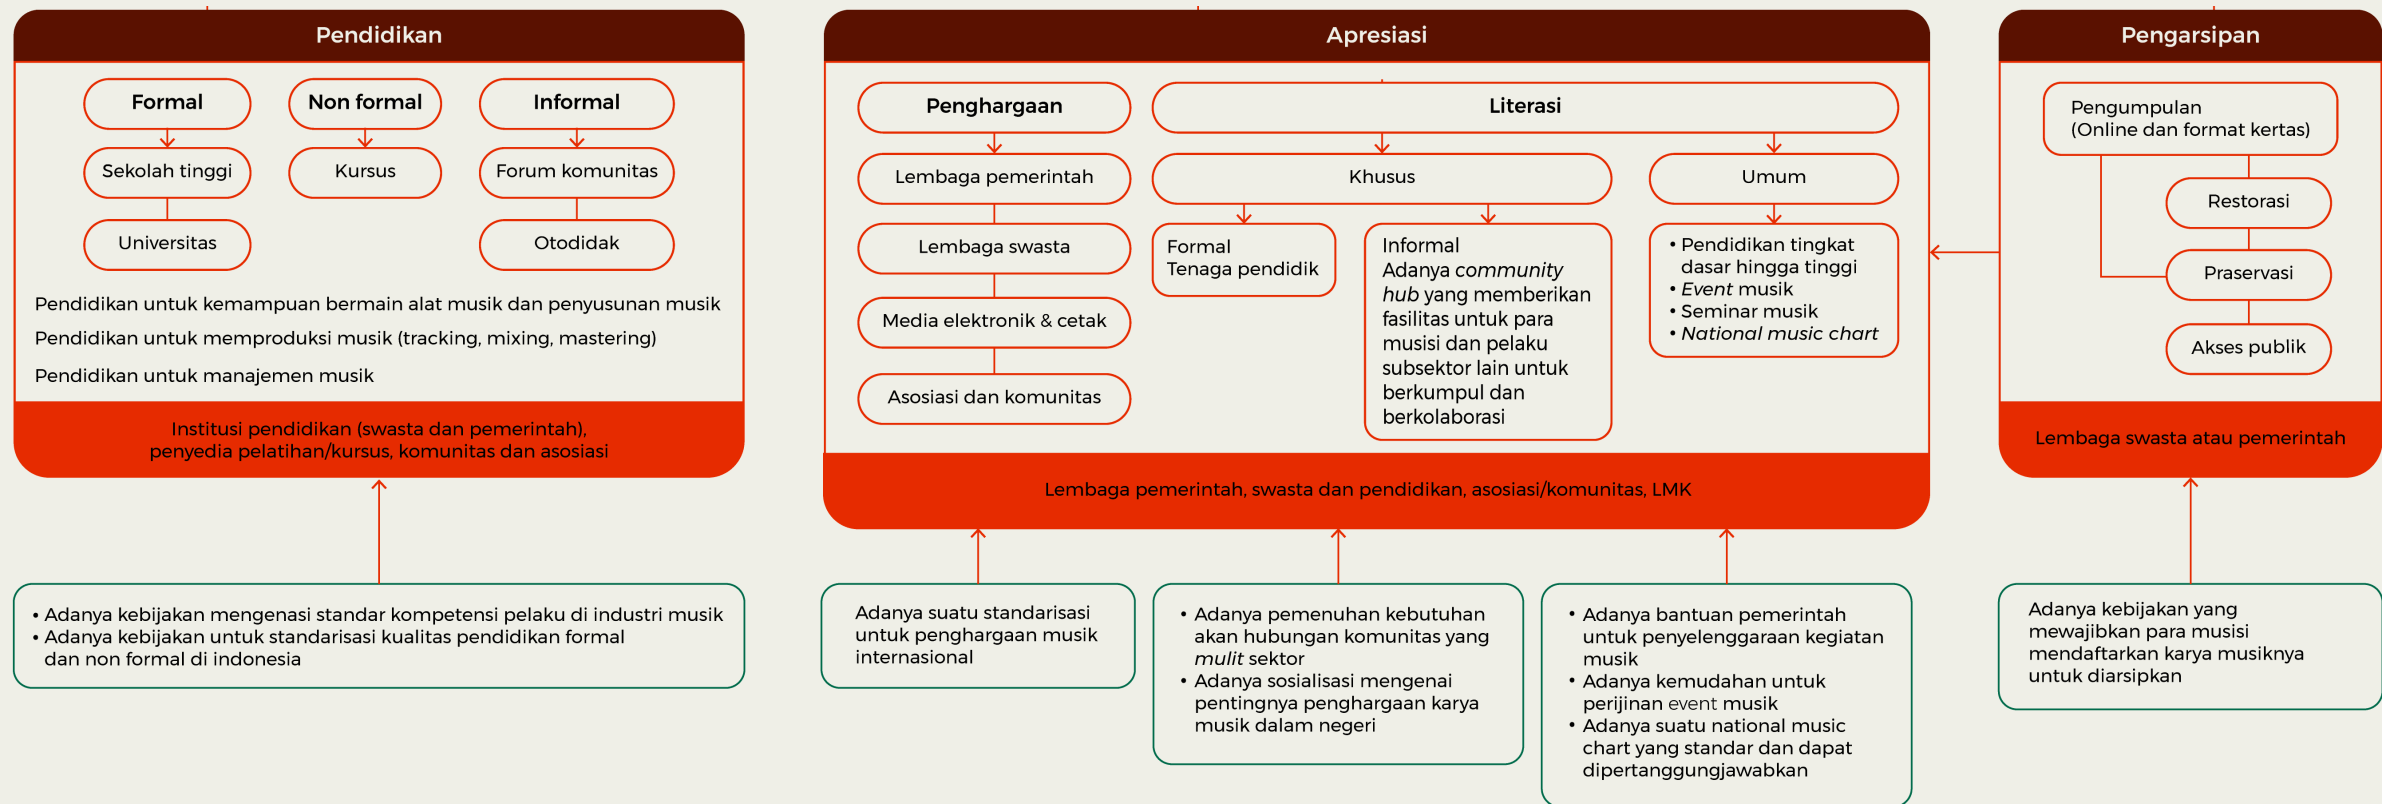 Pendidikan
Formal
Non formal
Informal
Sekolah tinggi
Kursus
Forum komunitas
Universitas
Otodidak
Pendidikan untuk kemampuan bermain alat musik dan penyusunan musik
Pendidikan untuk memproduksi musik (tracking, mixing, mastering)
Pendidikan untuk manajemen musik
Institusi pendidikan (swasta dan pemerintah),
penyedia pelatihan/kursus, komunitas dan asosiasi
• Adanya kebijakan mengenasi standar kompetensi pelaku di industri musik
• Adanya kebijakan untuk standarisasi kualitas pendidikan formal
dan non formal di indonesia
Apresiasi
Penghargaan
Lembaga pemerintah
Lembaga swasta
Media elektronik & cetak
Asosiasi dan komunitas
Literasi
Khusus
Formal
Tenaga pendidik
Informal
Adanya community
hub yang memberikan
fasilitas untuk para
musisi dan pelaku
subsektor lain untuk
berkumpul dan
berkolaborasi
Umum
• Pendidikan tingkat
dasar hingga tinggi
• Event musik
• Seminar musik
• National music chart
Lembaga pemerintah, swasta dan pendidikan, asosiasi/komunitas, LMK
Adanya suatu standarisasi
untuk penghargaan musik
internasional
• Adanya pemenuhan kebutuhan
akan hubungan komunitas yang
mulit sektor
• Adanya sosialisasi mengenai
pentingnya penghargaan karya
musik dalam negeri
• Adanya bantuan pemerintah
untuk penyelenggaraan kegiatan
musik
• Adanya kemudahan untuk
perijinan event musik
• Adanya suatu national music
chart yang standar dan dapat
dipertanggungjawabkan
Pengarsipan
Pengumpulan
(Online dan format kertas)
Restorasi
Praservasi
Akses publik
Lembaga swasta atau pemerintah
Adanya kebijakan yang
mewajibkan para musisi
mendaftarkan karya musiknya
untuk diarsipkan